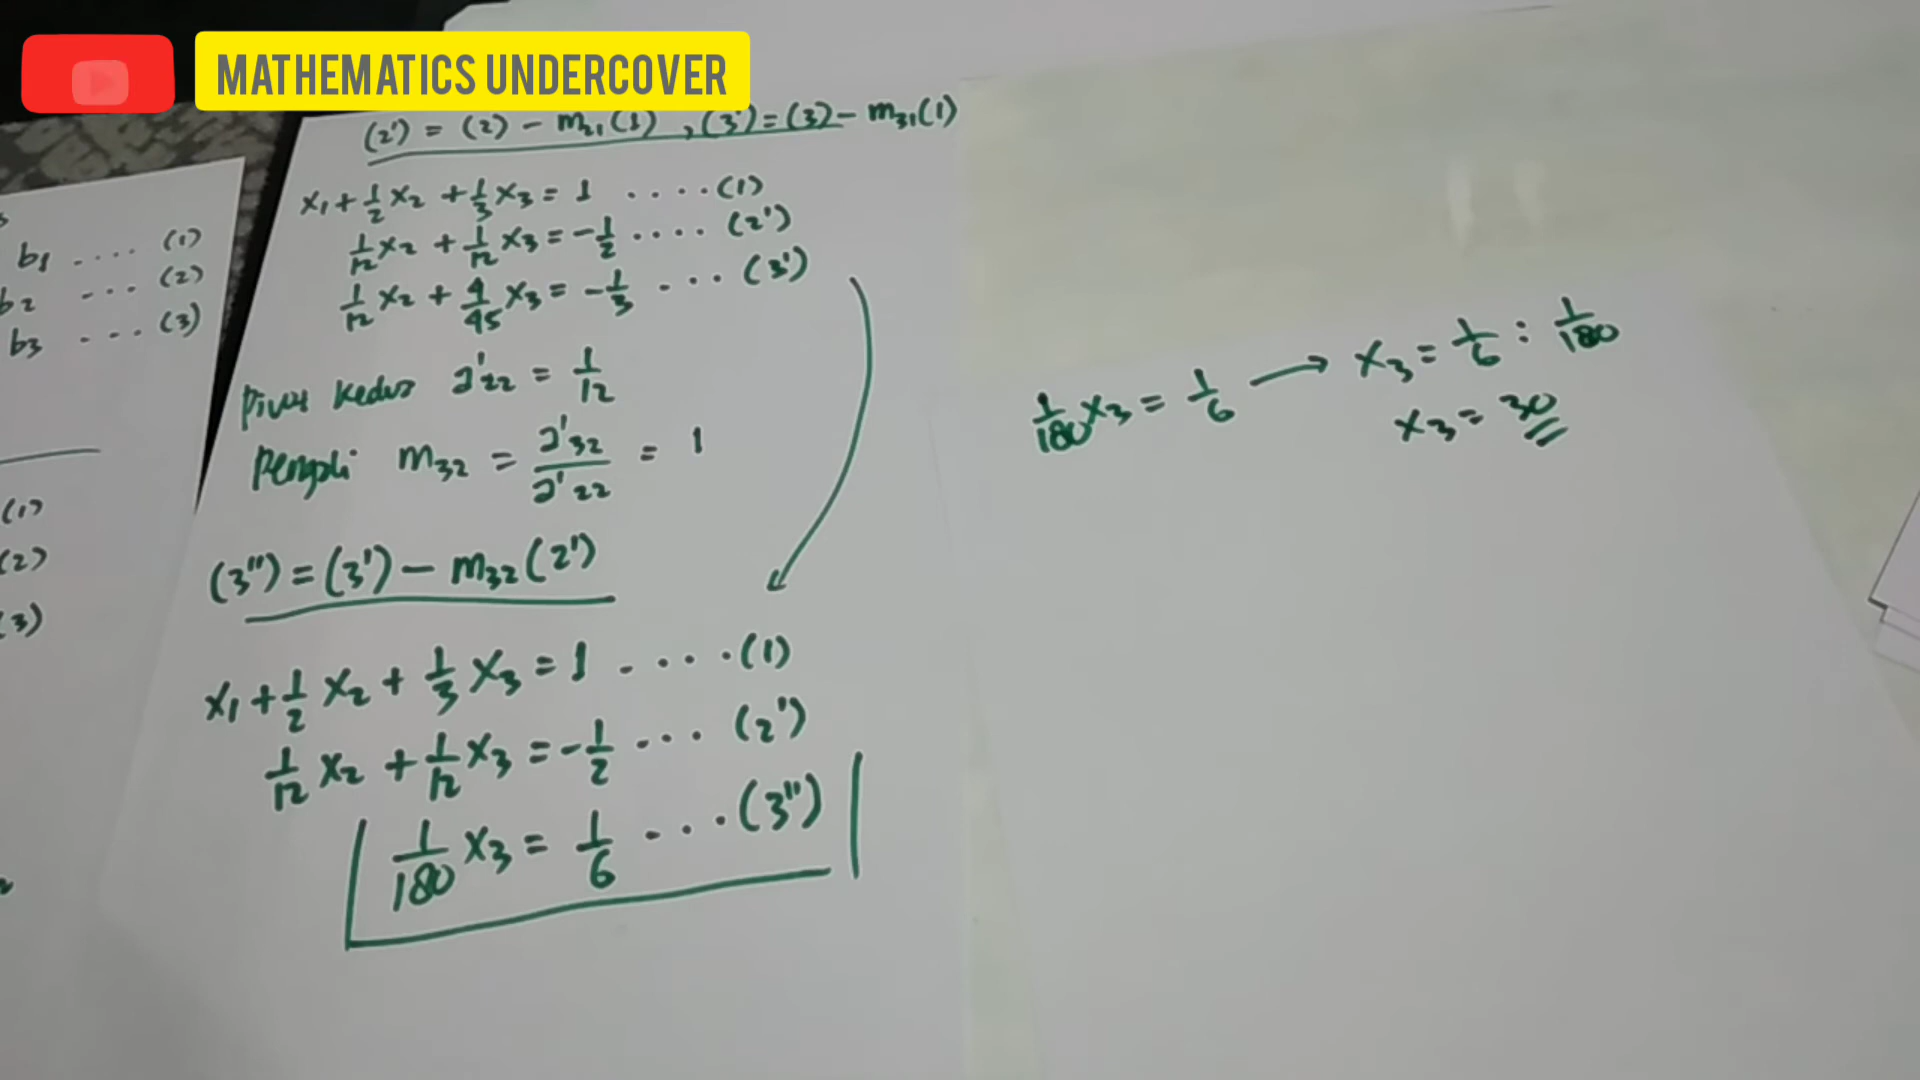 MATHEMATICS UNDERCOVER
(2') = (2) - m21(1), (3') = (3) - m31(1)
x1 + 1/2 x2 + 1/3 x3 = 1 .... (1)
1/12 x2 + 1/12 x3 = -1/2 .... (2')
1/12 x2 + 4/45 x3 = -1/3 ... (3')
Pivot kedua a'22 = 1/12
Pengali m32 = a'32/a'22 = 1
(3'') = (3') - m32(2')
x1 + 1/2 x2 + 1/3 x3 = 1 .... (1)
1/12 x2 + 1/12 x3 = -1/2 ... (2')
1/180 x3 = 1/6 ... (3'')
b1 .... (1)
b2 ... (2)
b3 ... (3)
(1)
(2)
(3)
1/180 x3 = 1/6 → x3 = 1/6 : 1/180
x3 = 30